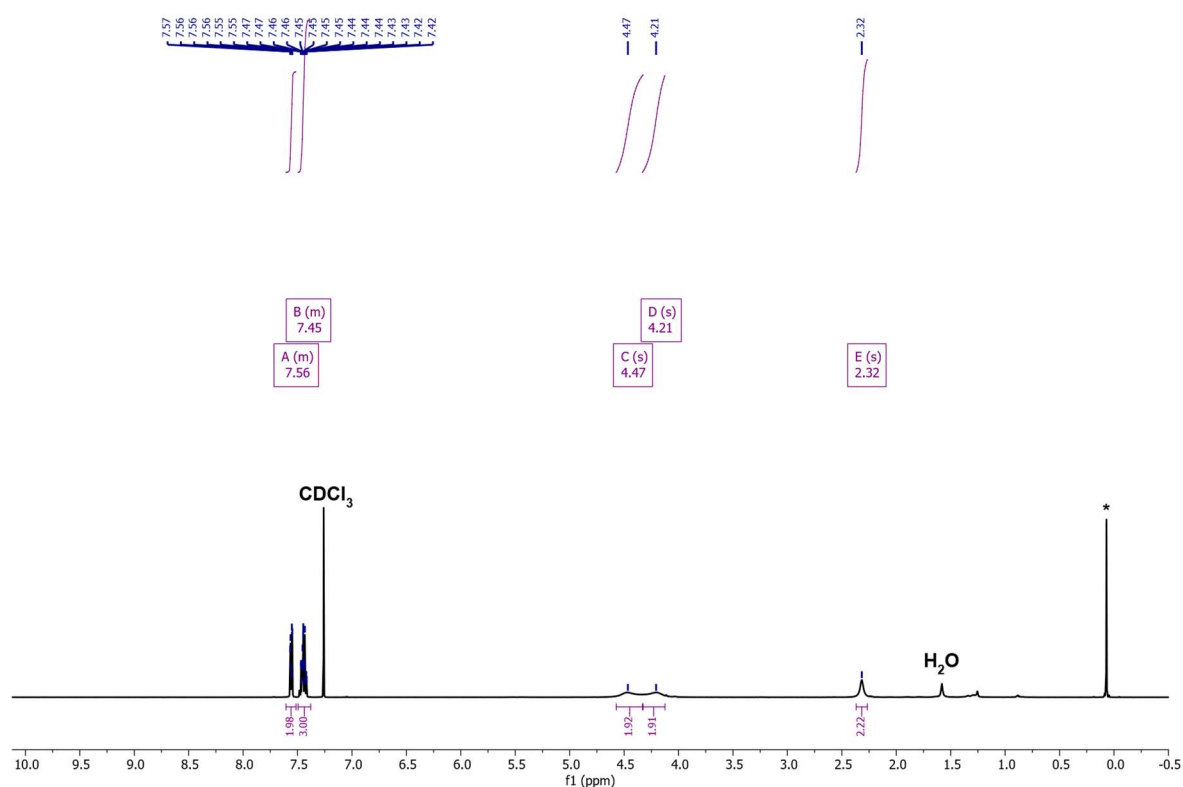 7.57 7.56 7.56 7.56 7.55 7.55 7.47 7.47 7.46 7.46 7.45 7.45 7.45 7.45 7.44 7.44 7.44 7.43 7.43 7.42 7.42 4.47 4.21 2.32
B (m) D (s)
7.45 4.21
A (m) C (s) E (s)
7.56 4.47 2.32
CDCl₃ *
H₂O
1.98 3.00 1.92 1.91 2.22
10.0 9.5 9.0 8.5 8.0 7.5 7.0 6.5 6.0 5.5 5.0 4.5 4.0 3.5 3.0 2.5 2.0 1.5 1.0 0.5 0.0 -0.5
f1 (ppm)